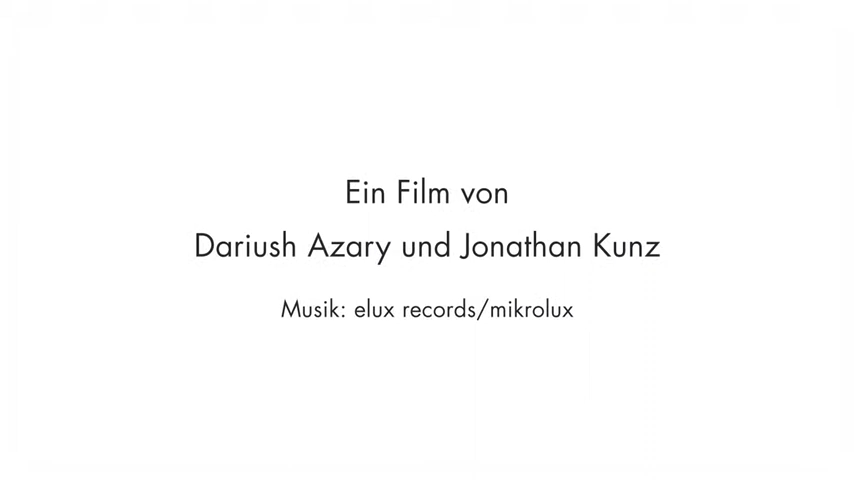 Ein Film von
Dariush Azary und Jonathan Kunz
Musik: elux records/mikrolux